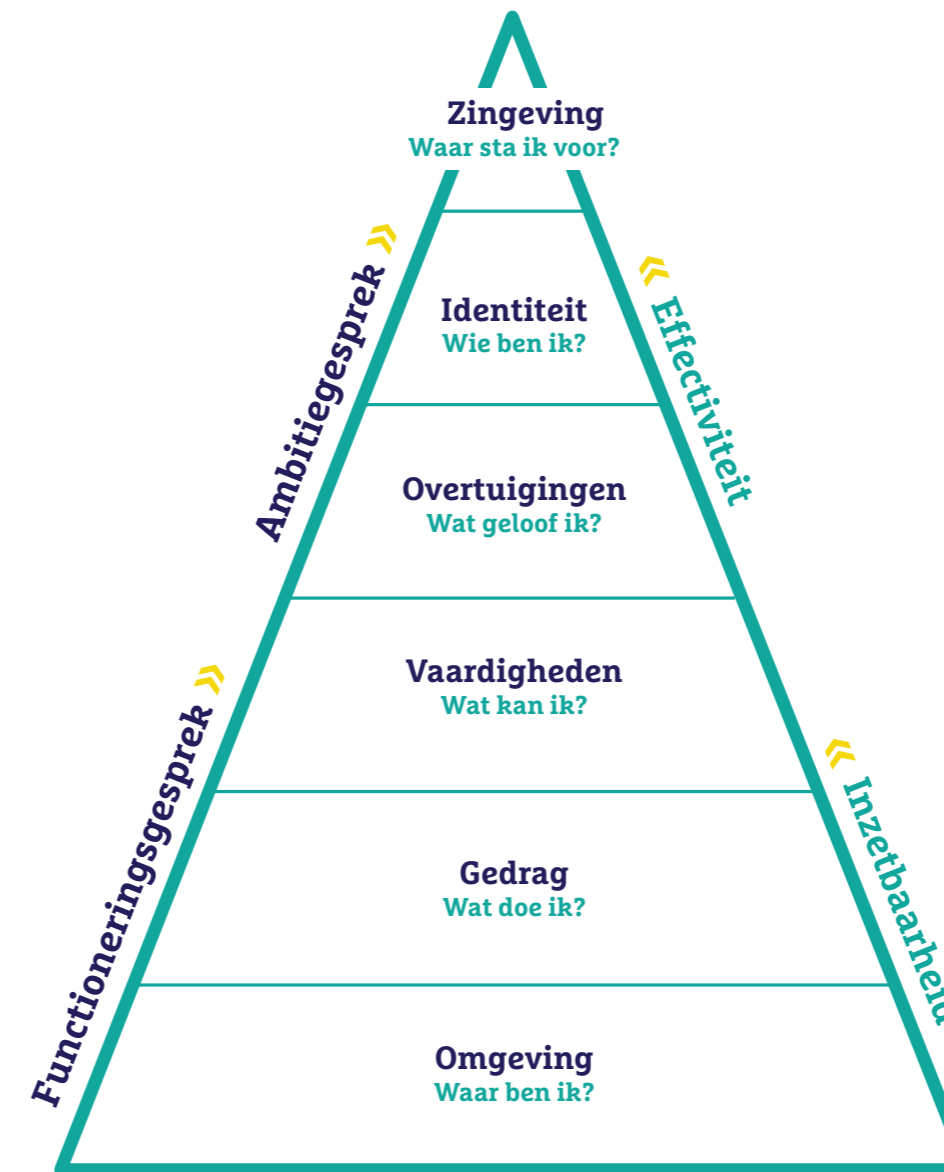 Zingeving
Waar sta ik voor?
Identiteit
Wie ben ik?
Overtuigingen
Wat geloof ik?
Vaardigheden
Wat kan ik?
Gedrag
Wat doe ik?
Omgeving
Waar ben ik?
Ambitiegesprek »
Functioneringsgesprek »
« Effectiviteit
« Inzetbaarheid